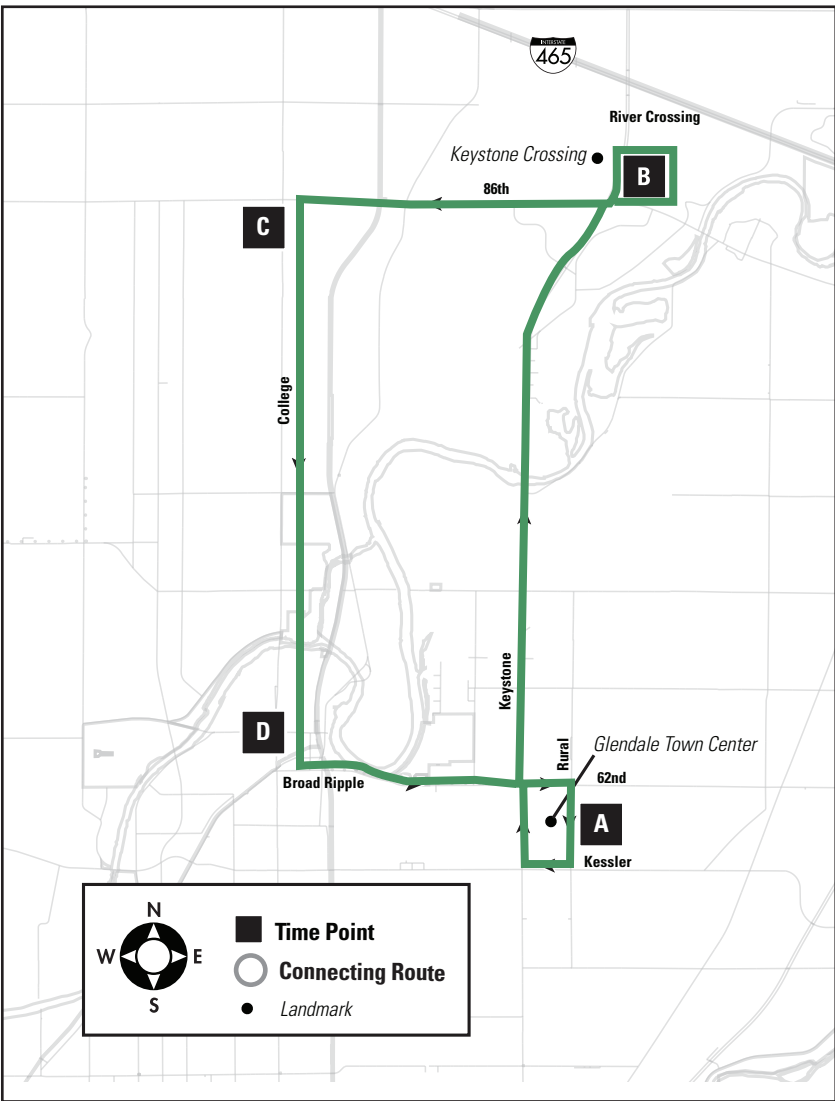 INTERSTATE
465
River Crossing
Keystone Crossing
B
86th
C
College
Keystone
D
Rural
Glendale Town Center
62nd
Broad Ripple
A
Kessler
N
W E
S
Time Point
Connecting Route
Landmark